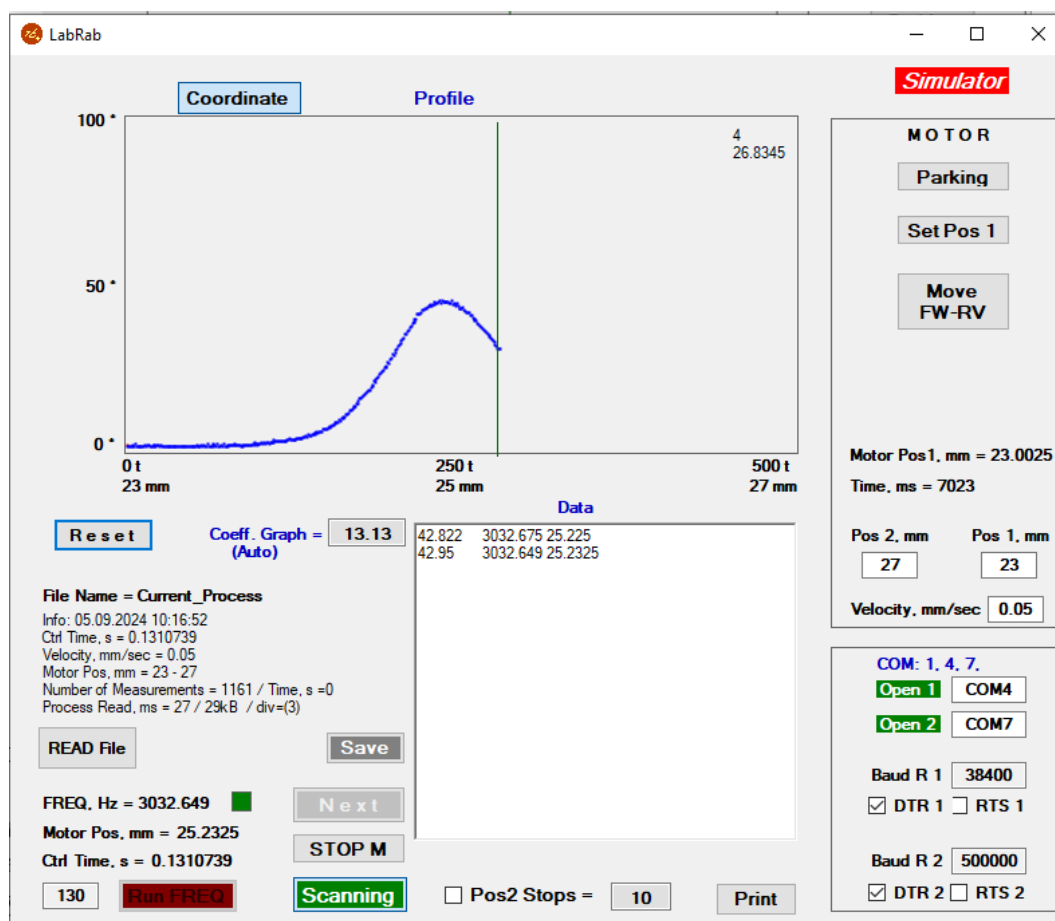 LabRab
Simulator
Coordinate
Profile
100 *
50 *
0 *
4
26.8345
0 t 250 t 500 t
23 mm 25 mm 27 mm
M O T O R
Parking
Set Pos 1
Move
FW-RV
Motor Pos1, mm = 23.0025
Time, ms = 7023
Pos 2, mm Pos 1, mm
27 23
Velocity, mm/sec 0.05
R e s e t
Coeff. Graph = 13.13
(Auto)
Data
42.822 3032.675 25.225
42.95 3032.649 25.2325
File Name = Current_Process
Info: 05.09.2024 10:16:52
Ctrl Time, s = 0.1310739
Velocity, mm/sec = 0.05
Motor Pos, mm = 23 - 27
Number of Measurements = 1161 / Time, s =0
Process Read, ms = 27 / 29kB / div=(3)
READ File
Save
FREQ, Hz = 3032.649
N e x t
Motor Pos, mm = 25.2325
STOP M
Ctrl Time, s = 0.1310739
130
Run FREQ
Scanning
Pos2 Stops = 10
Print
COM: 1, 4, 7,
Open 1 COM4
Open 2 COM7
Baud R 1 38400
DTR 1 RTS 1
Baud R 2 500000
DTR 2 RTS 2